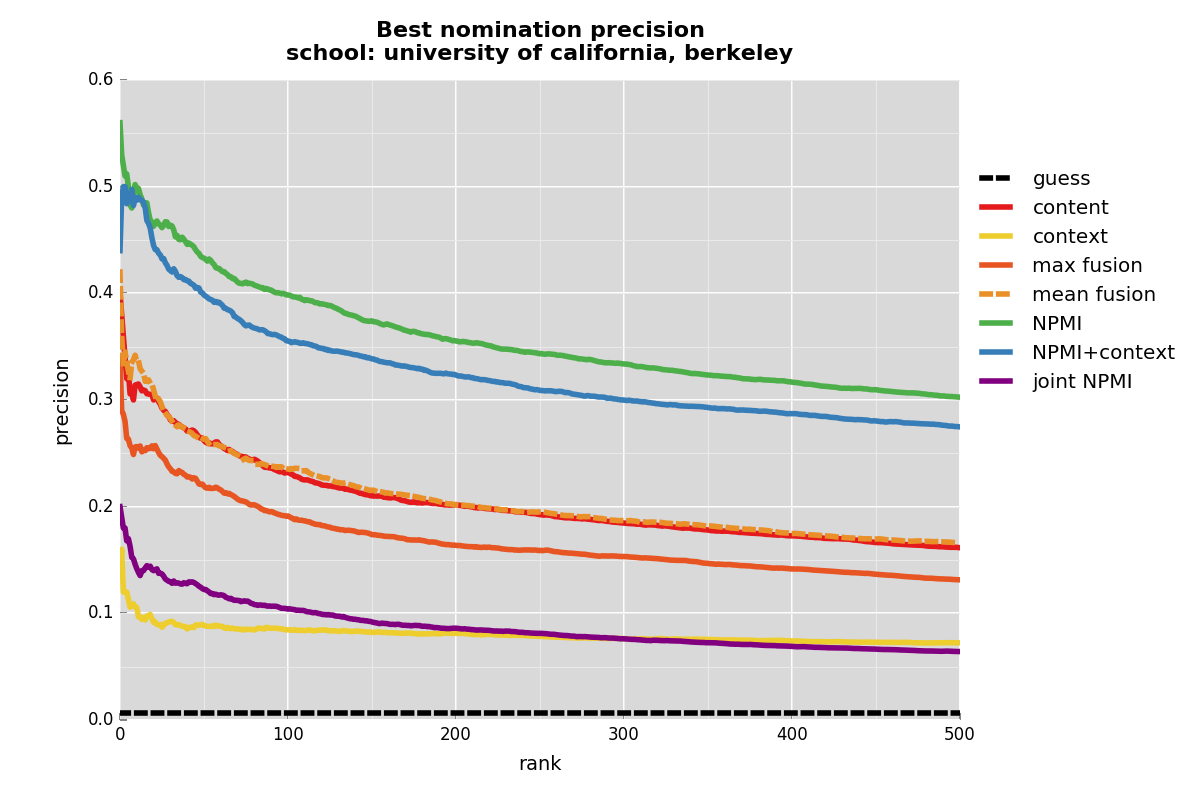 Best nomination precision
school: university of california, berkeley
precision
0.6
0.5
0.4
0.3
0.2
0.1
0.0
0 100 200 300 400 500
rank
guess
content
context
max fusion
mean fusion
NPMI
NPMI+context
joint NPMI